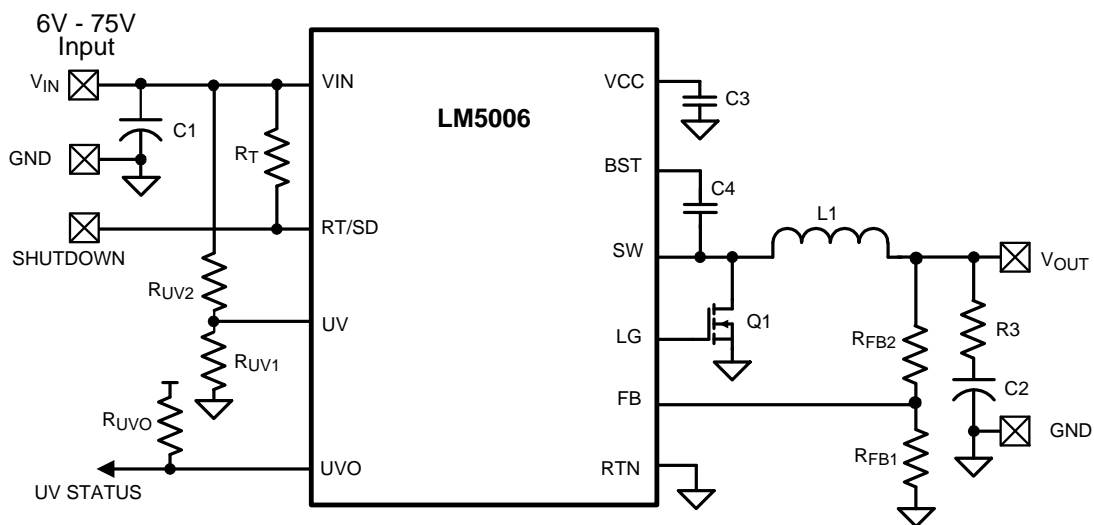 6V - 75V
Input
VIN
C1
GND
RT
SHUTDOWN
RUV2
RUV1
RUVO
UV STATUS
LM5006
VIN
RT/SD
UV
UVO
VCC
BST
SW
LG
FB
RTN
C3
C4
L1
Q1
VOUT
RFB2
R3
C2
GND
RFB1